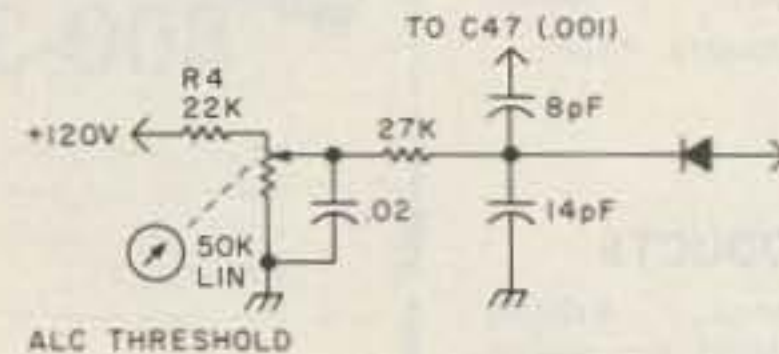 TO C47 (.001)
R4
22K
8pF
+120V
27K
.02
14pF
50K
LIN
ALC THRESHOLD